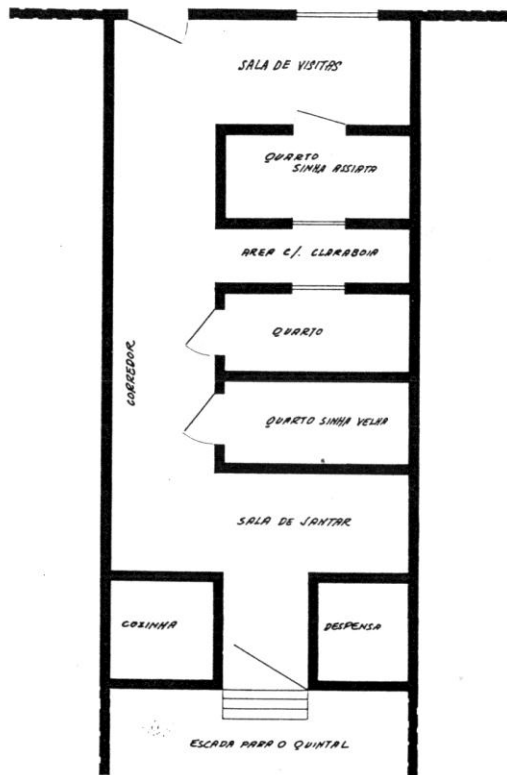 SALA DE VISITAS
QUARTO
SINHA ASSIATA
AREA C/. CLARABOIA
QUARTO
CORREDOR
QUARTO SINHA VELHA
SALA DE JANTAR
COZINHA
DESPENSA
ESCADA PARA O QUINTAL